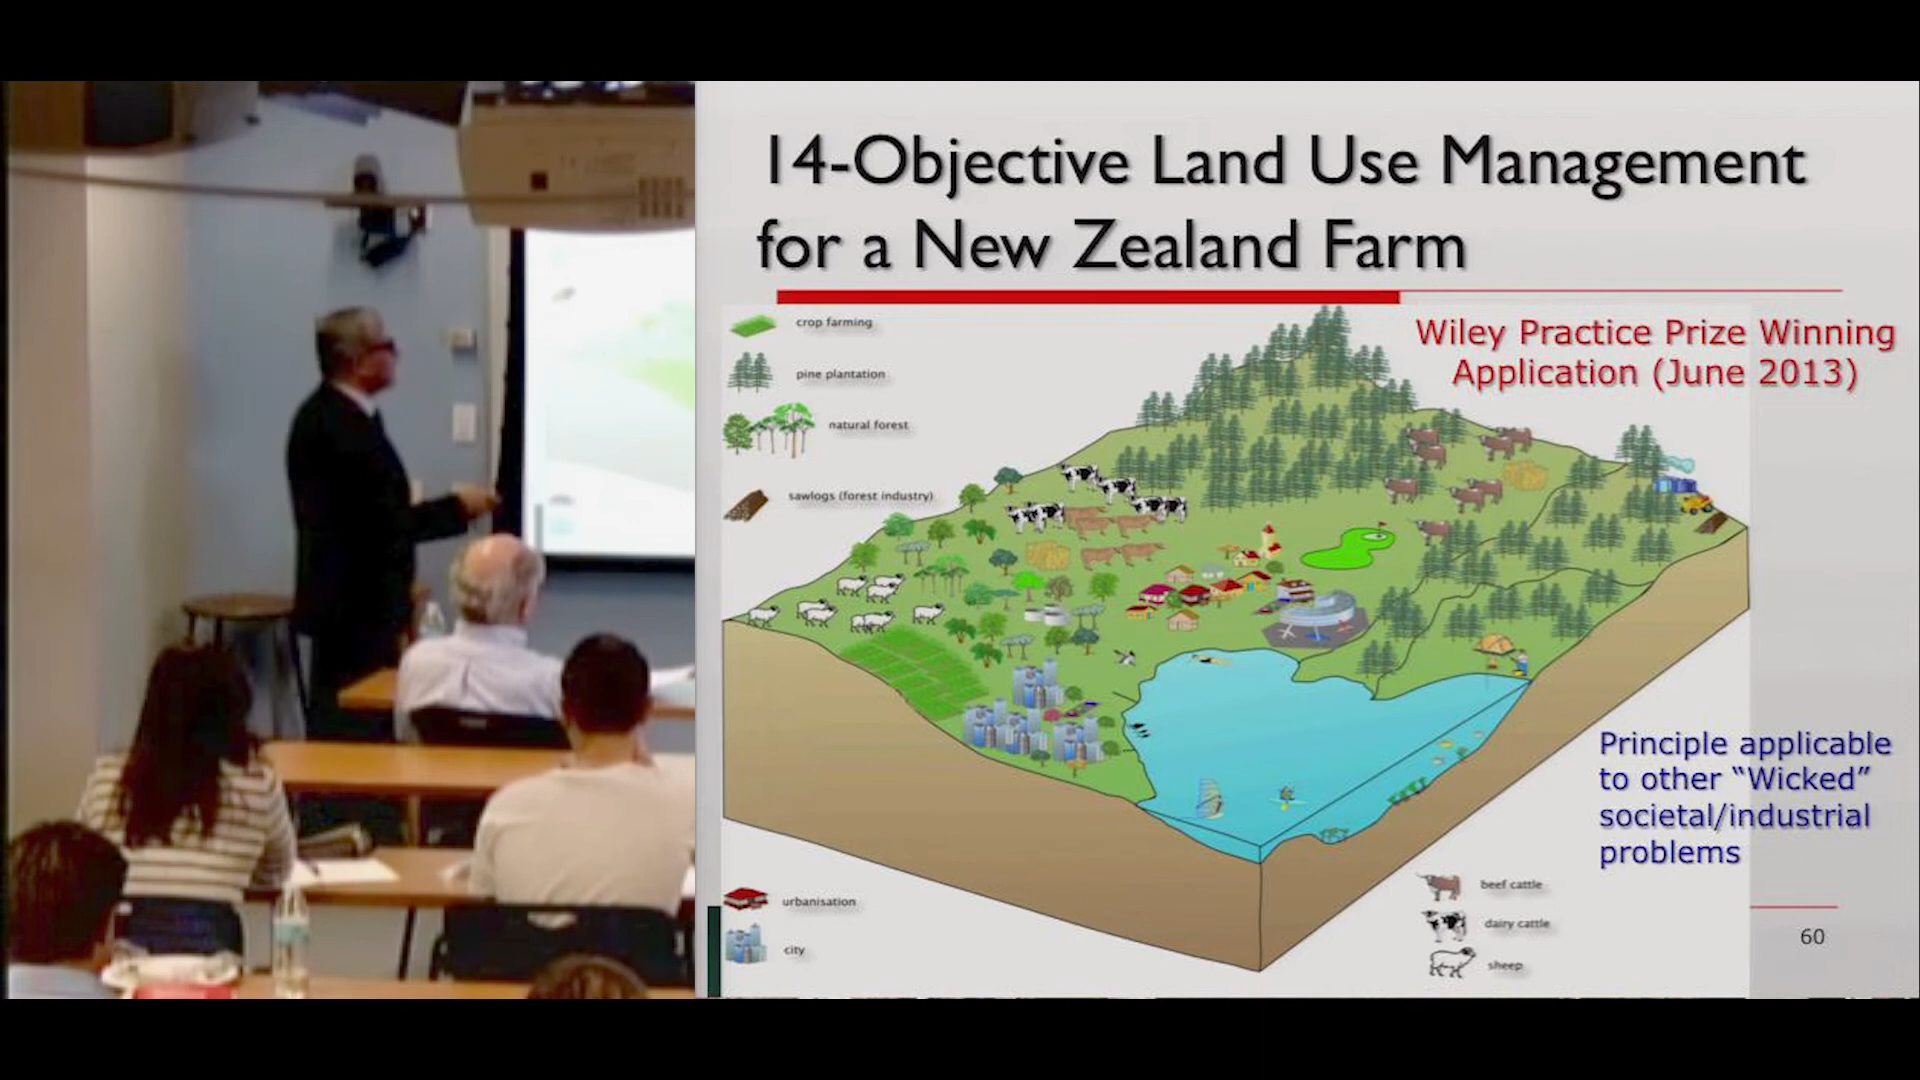 14-Objective Land Use Management
for a New Zealand Farm
Wiley Practice Prize Winning
Application (June 2013)
crop farming
pine plantation
natural forest
sawlogs (forest industry)
Principle applicable
to other “Wicked”
societal/industrial
problems
urbanisation
city
beef cattle
dairy cattle
sheep
60